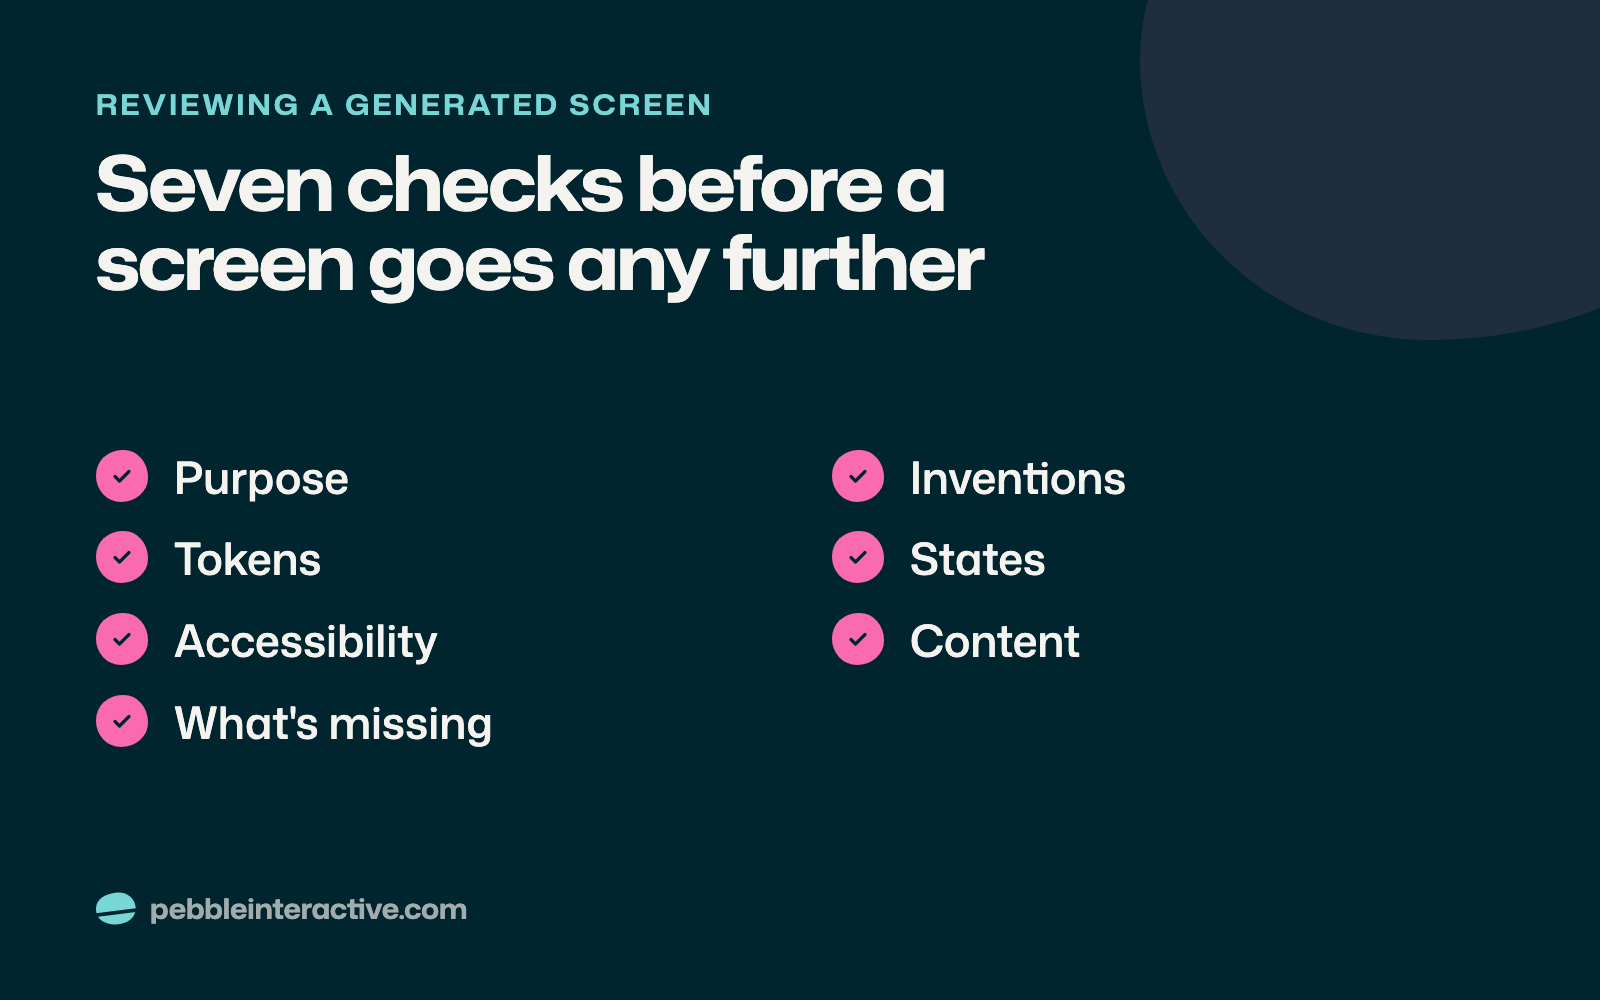 REVIEWING A GENERATED SCREEN
Seven checks before a
screen goes any further
Purpose
Tokens
Accessibility
What's missing
Inventions
States
Content
pebbleinteractive.com